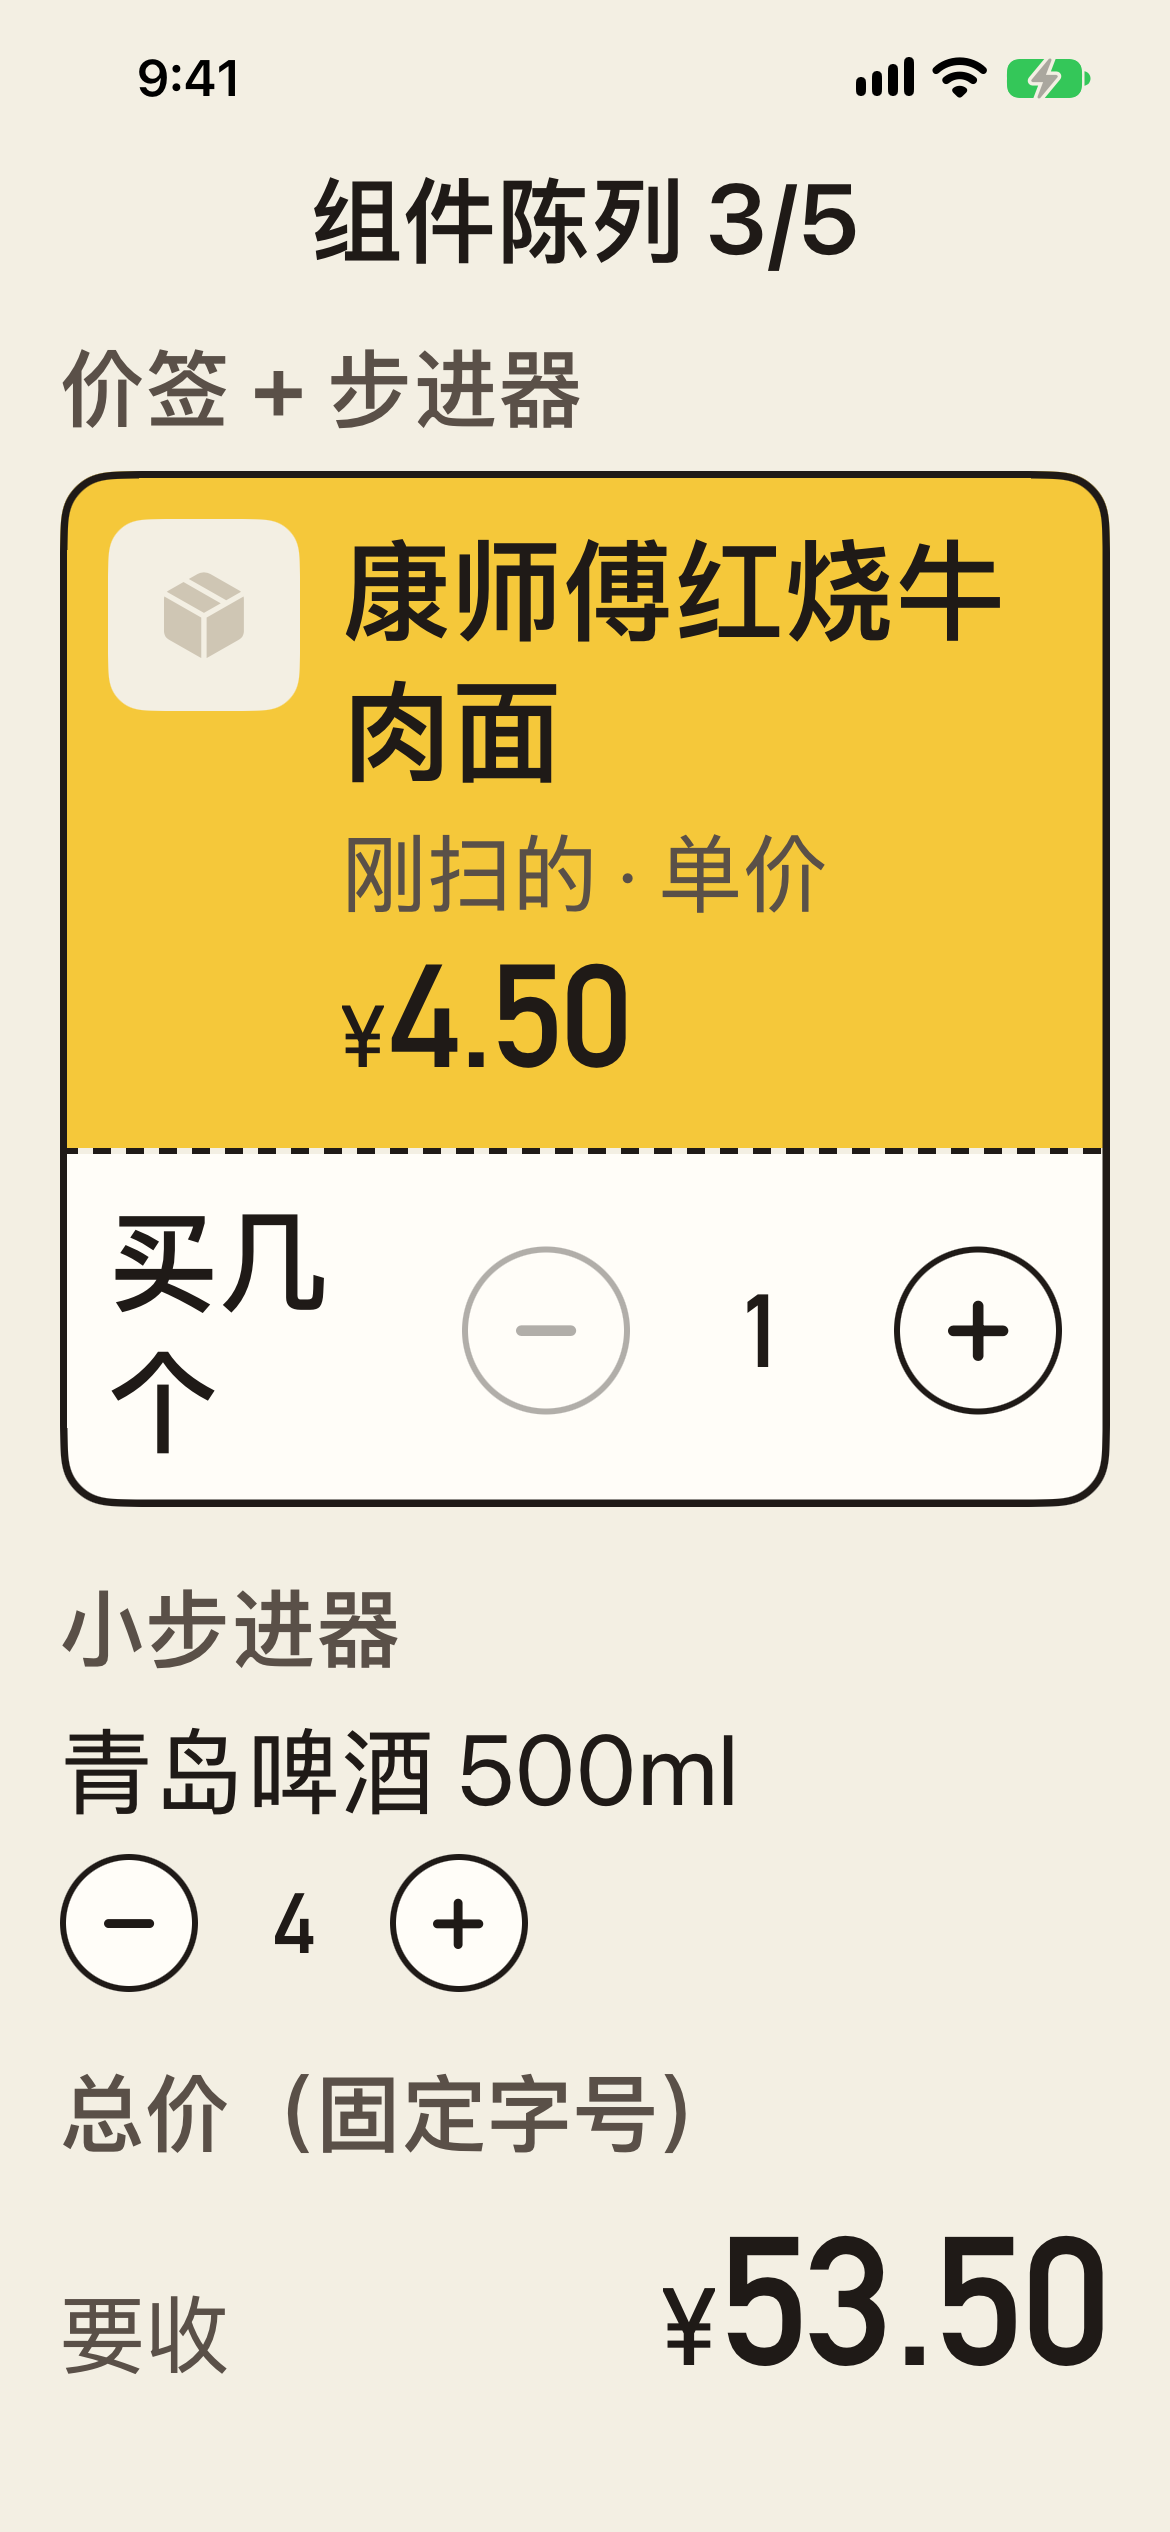 9:41
组件陈列 3/5
价签 + 步进器
康师傅红烧牛
肉面
刚扫的 · 单价
¥4.50
买几
个
1
小步进器
青岛啤酒 500ml
4
总价（固定字号）
要收
¥53.50